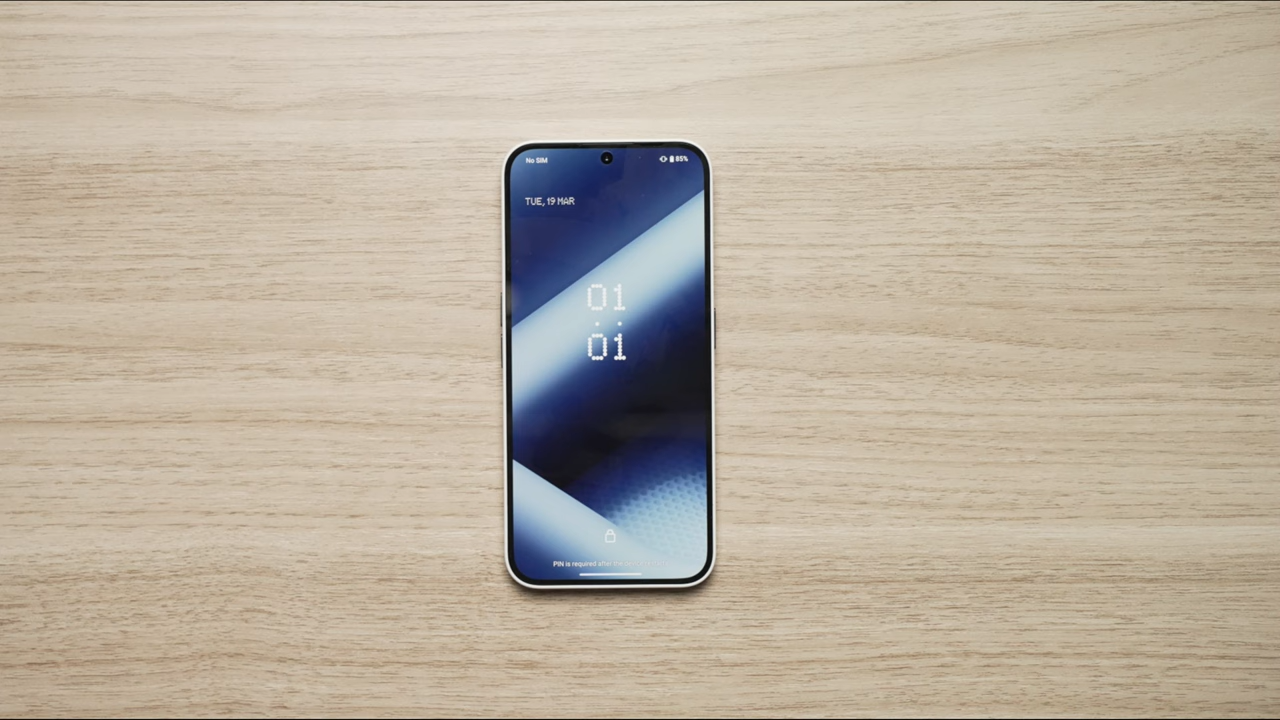 No SIM
85%
TUE, 19 MAR
01
:
01
PIN is required after the